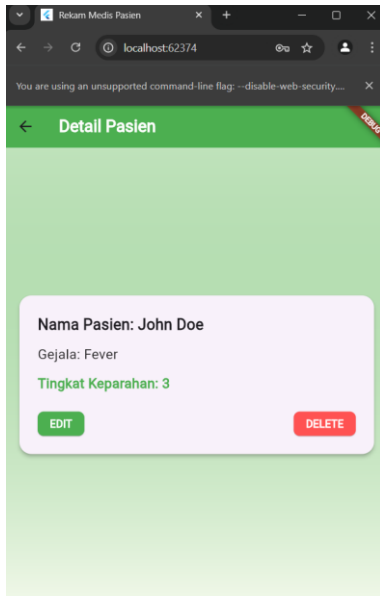 Rekam Medis Pasien
localhost:62374
You are using an unsupported command-line flag: --disable-web-security....
Detail Pasien
DEBUG
Nama Pasien: John Doe
Gejala: Fever
Tingkat Keparahan: 3
EDIT
DELETE